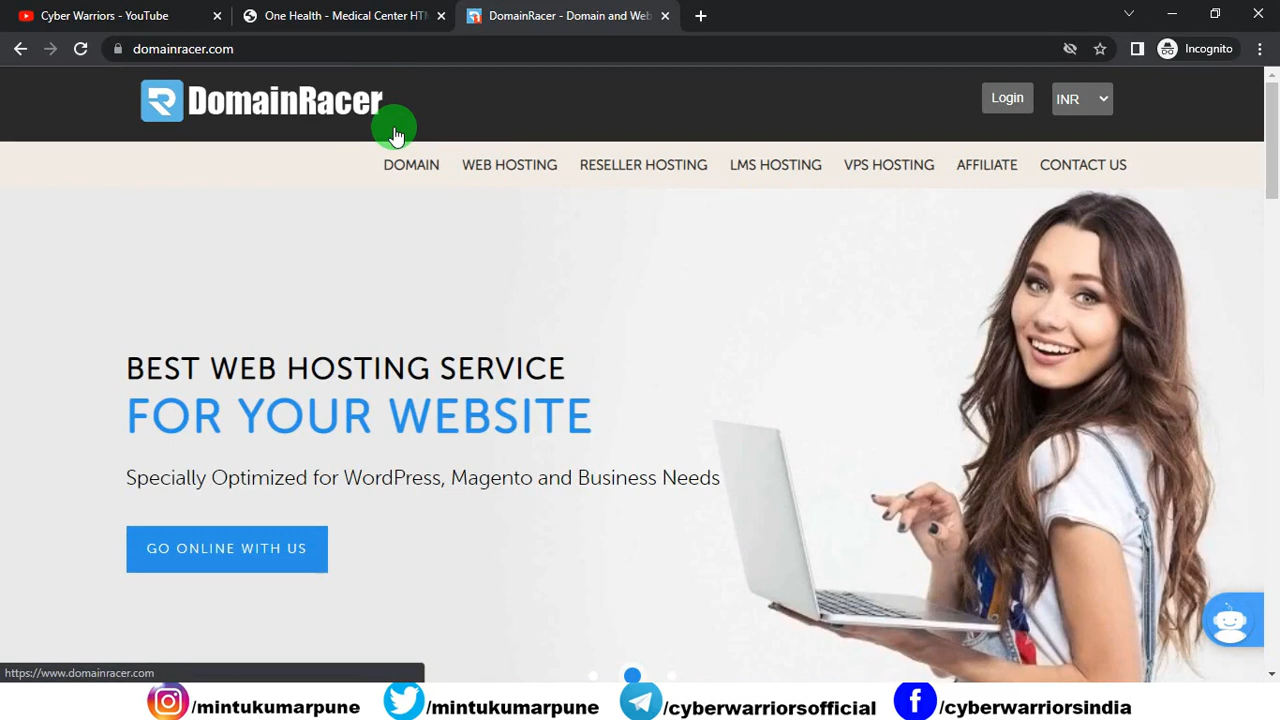 Cyber Warriors - YouTube
One Health - Medical Center HTM
DomainRacer - Domain and Web
domainracer.com
Incognito
DomainRacer
Login
INR
DOMAIN
WEB HOSTING
RESELLER HOSTING
LMS HOSTING
VPS HOSTING
AFFILIATE
CONTACT US
BEST WEB HOSTING SERVICE
FOR YOUR WEBSITE
Specially Optimized for WordPress, Magento and Business Needs
GO ONLINE WITH US
https://www.domainracer.com
/mintukumarpune
/mintukumarpune
/cyberwarriorsofficial
/cyberwarriorsindia